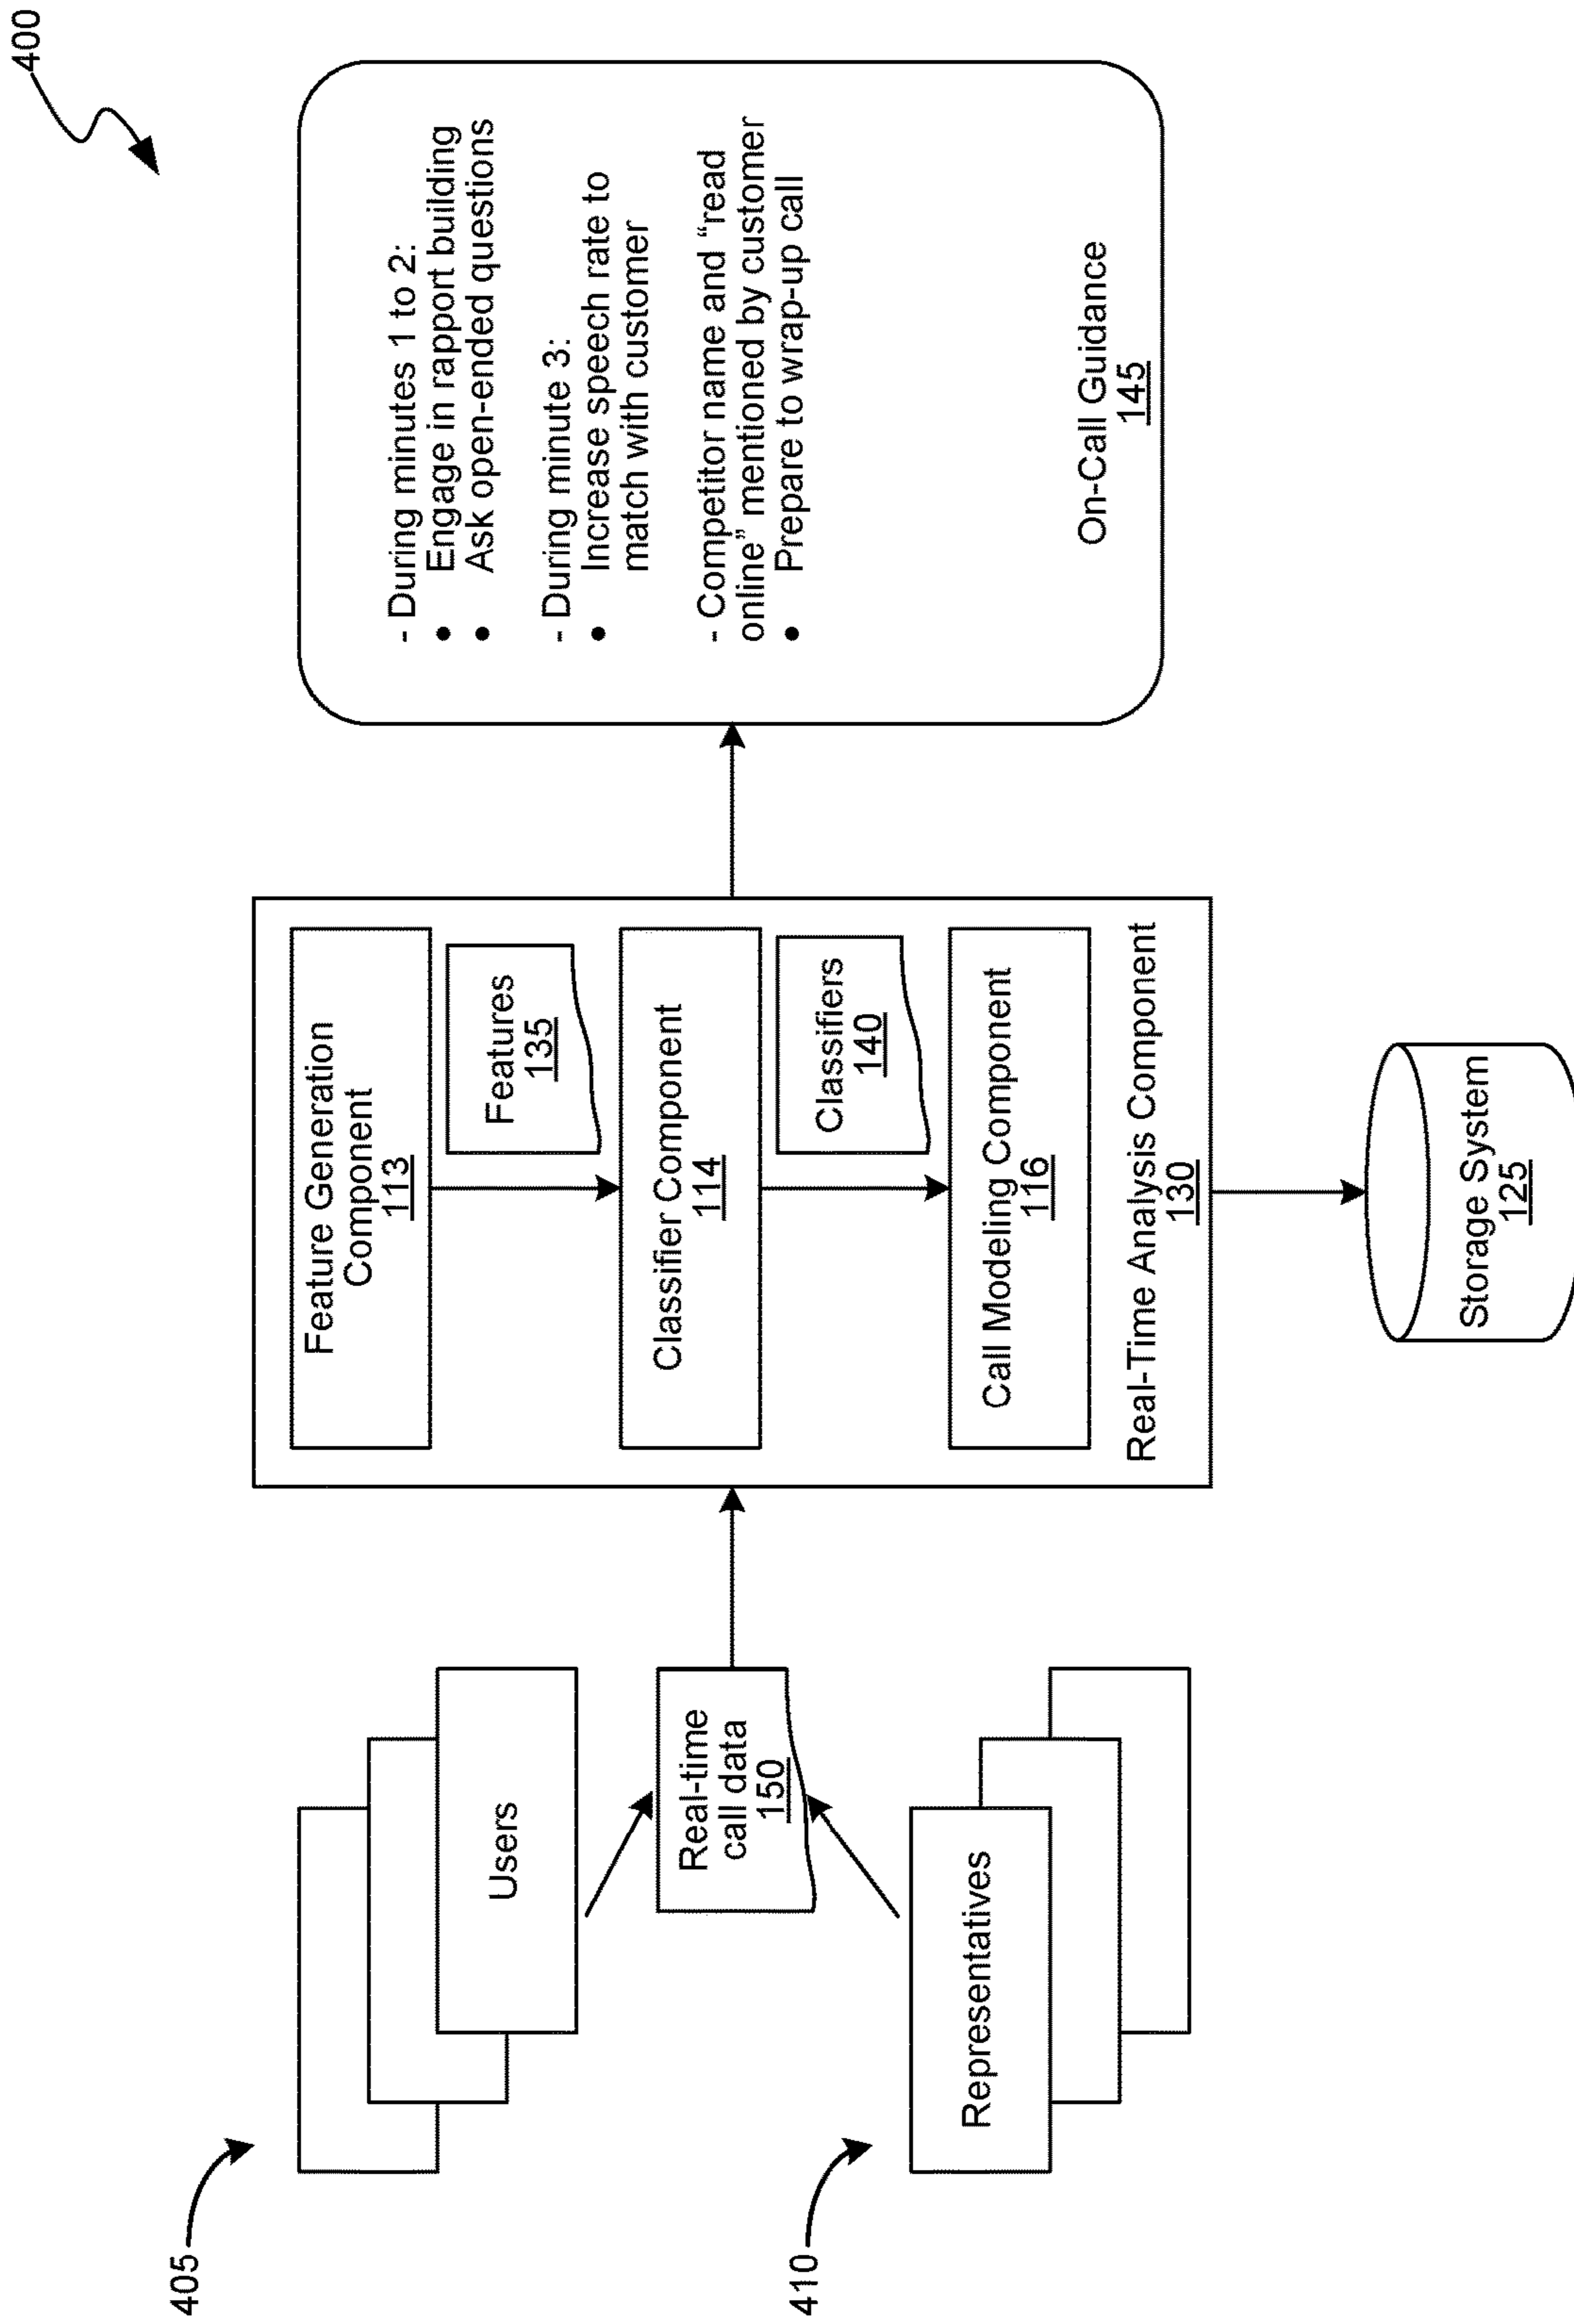 400
405
Users
Real-time
call data
150
410
Representatives
Feature Generation
Component
113
Features
135
Classifier Component
114
Classifiers
140
Call Modeling Component
116
Real-Time Analysis Component
130
Storage System
125
- During minutes 1 to 2:
• Engage in rapport building
• Ask open-ended questions
- During minute 3:
• Increase speech rate to
match with customer
- Competitor name and “read
online” mentioned by customer
• Prepare to wrap-up call
On-Call Guidance
145